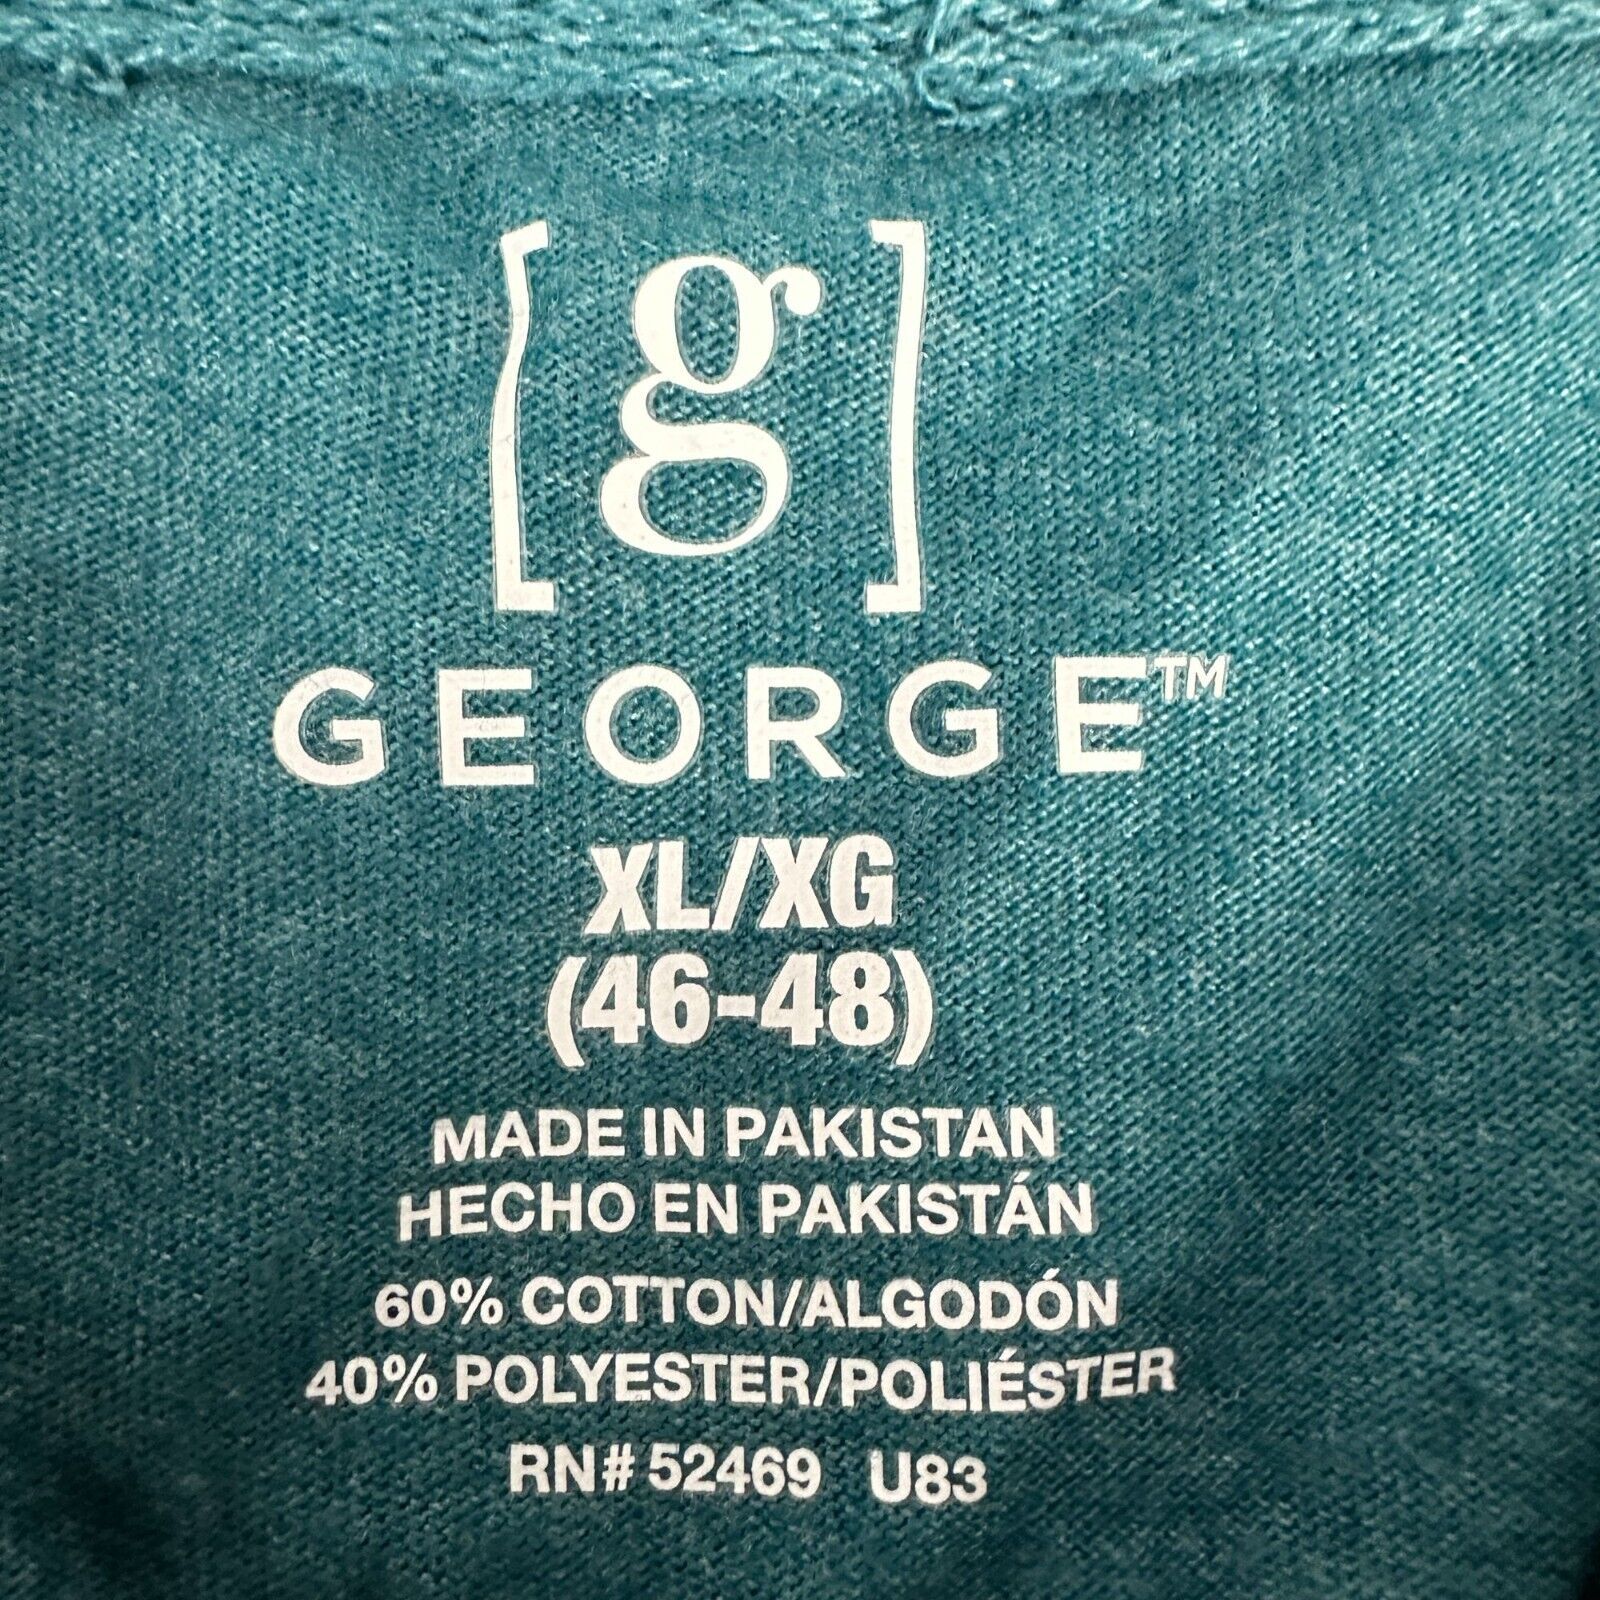 [g]
GEORGE™
XL/XG
(46-48)
MADE IN PAKISTAN
HECHO EN PAKISTÁN
60% COTTON/ALGODÓN
40% POLYESTER/POLIÉSTER
RN# 52469 U83